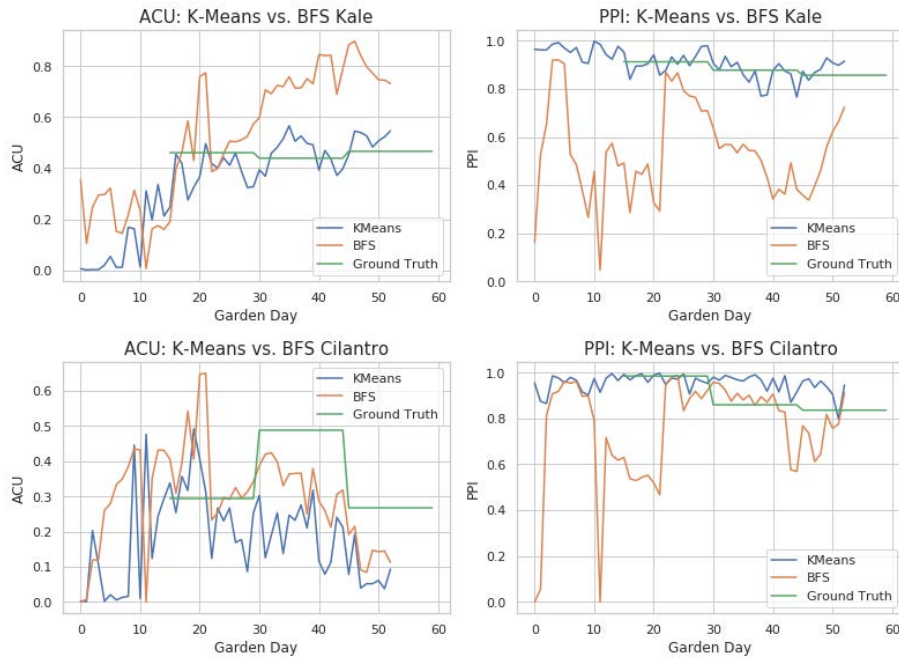 ACU: K-Means vs. BFS Kale
ACU
0.8
0.6
0.4
0.2
0.0
KMeans
BFS
Ground Truth
0 10 20 30 40 50 60
Garden Day
PPI: K-Means vs. BFS Kale
PPI
1.0
0.8
0.6
0.4
0.2
0.0
KMeans
BFS
Ground Truth
0 10 20 30 40 50 60
Garden Day
ACU: K-Means vs. BFS Cilantro
ACU
0.6
0.5
0.4
0.3
0.2
0.1
0.0
KMeans
BFS
Ground Truth
0 10 20 30 40 50 60
Garden Day
PPI: K-Means vs. BFS Cilantro
PPI
1.0
0.8
0.6
0.4
0.2
0.0
KMeans
BFS
Ground Truth
0 10 20 30 40 50 60
Garden Day